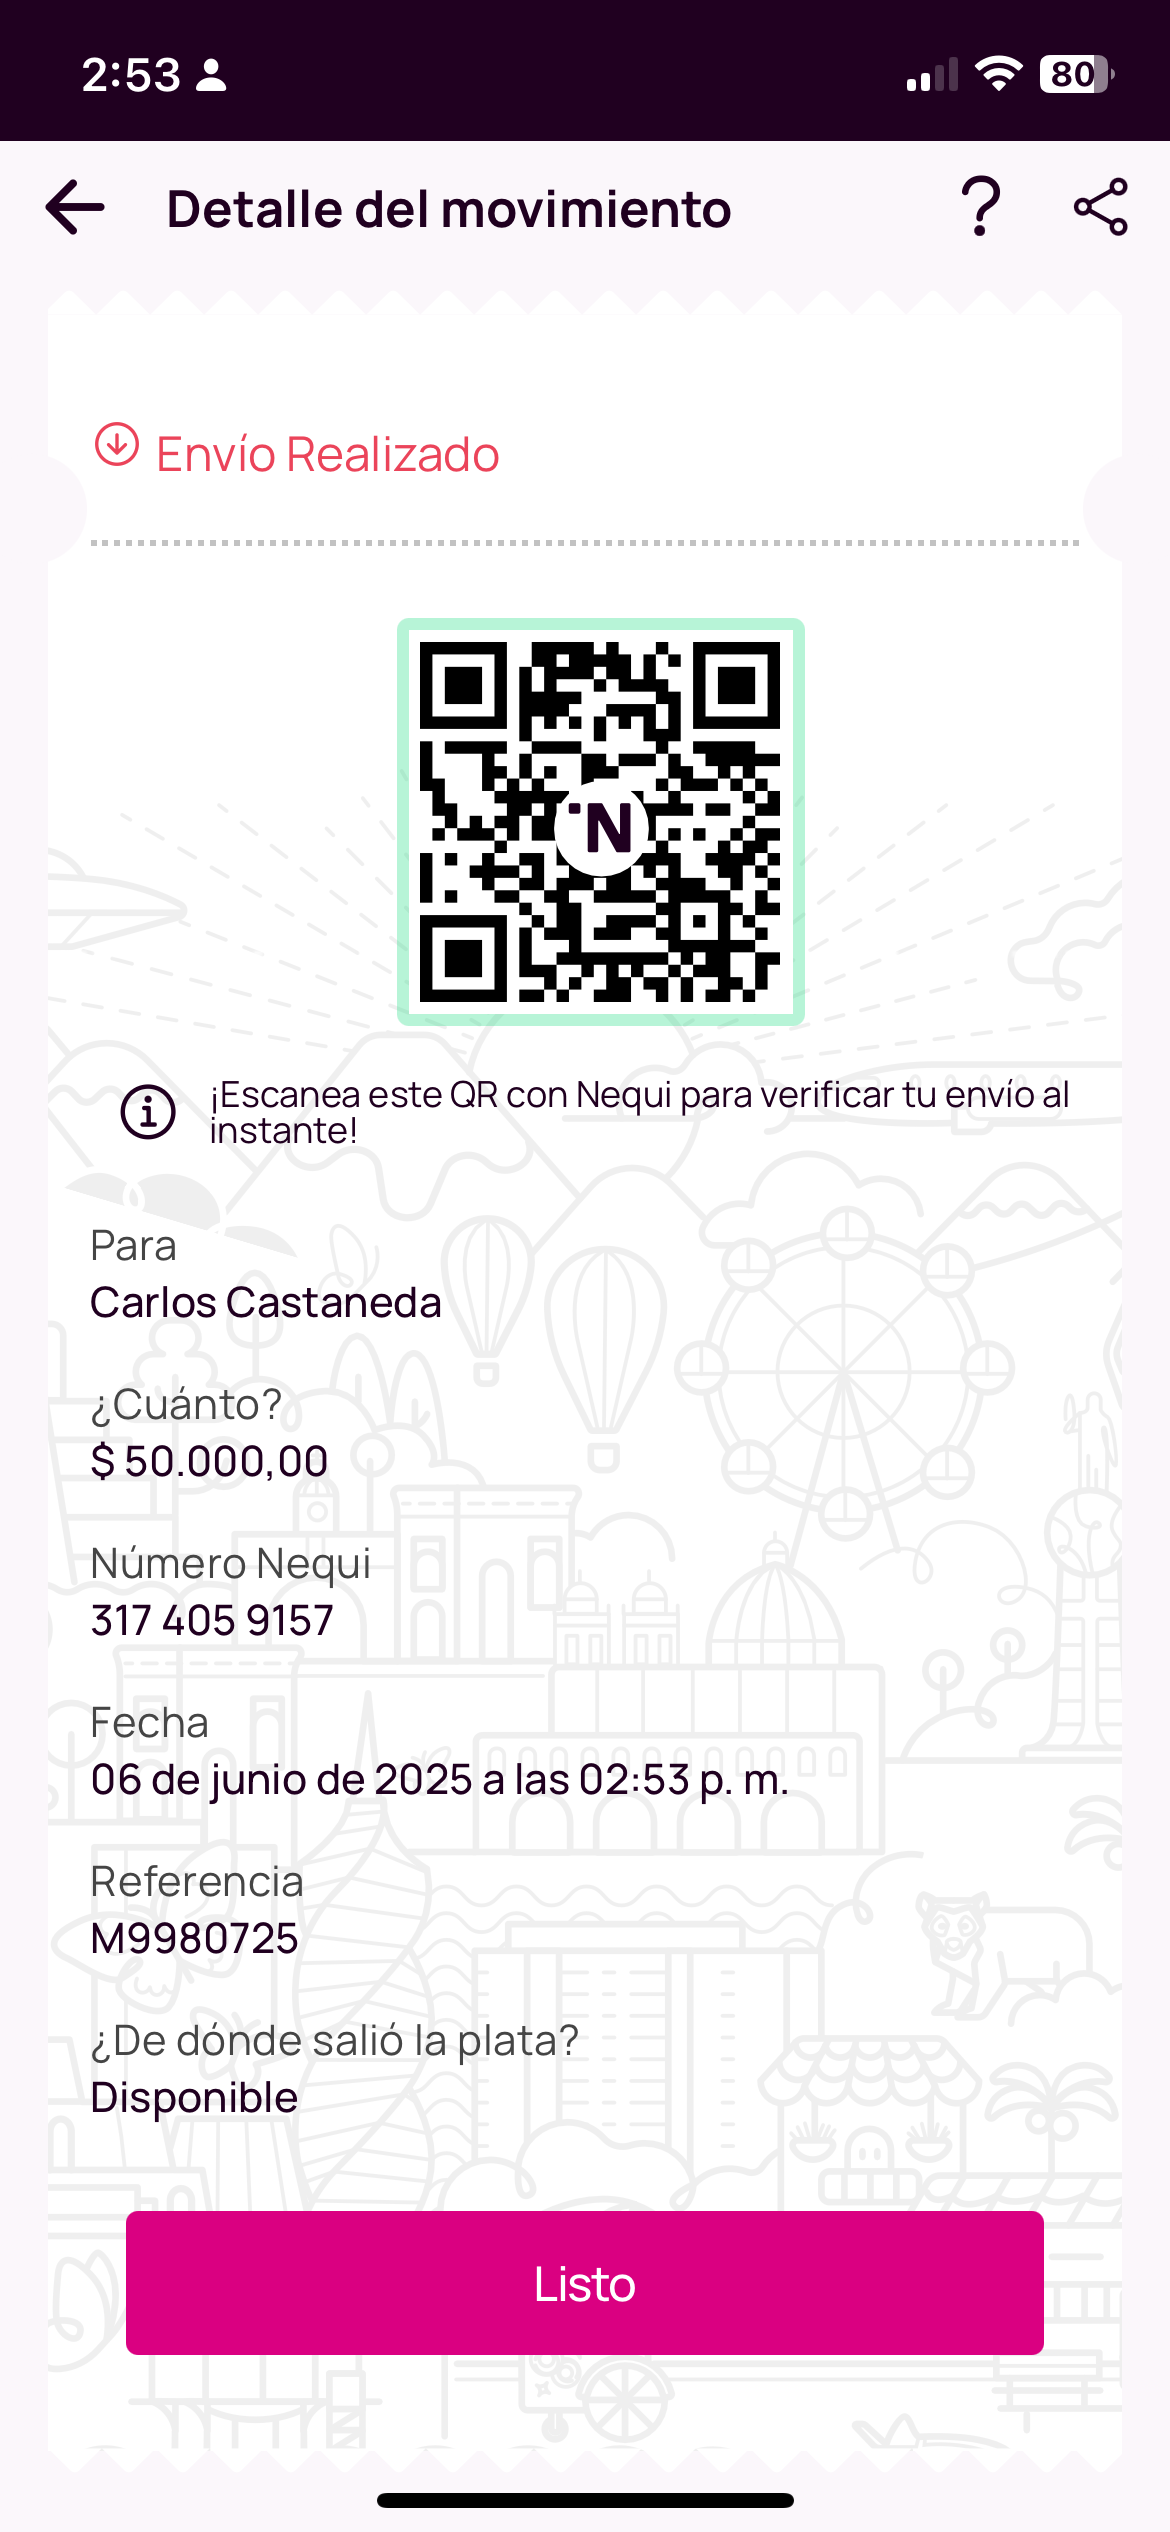 2:53
80
Detalle del movimiento
Envío Realizado
N
¡Escanea este QR con Nequi para verificar tu envío al
instante!
Para
Carlos Castaneda
¿Cuánto?
$ 50.000,00
Número Nequi
317 405 9157
Fecha
06 de junio de 2025 a las 02:53 p. m.
Referencia
M9980725
¿De dónde salió la plata?
Disponible
Listo